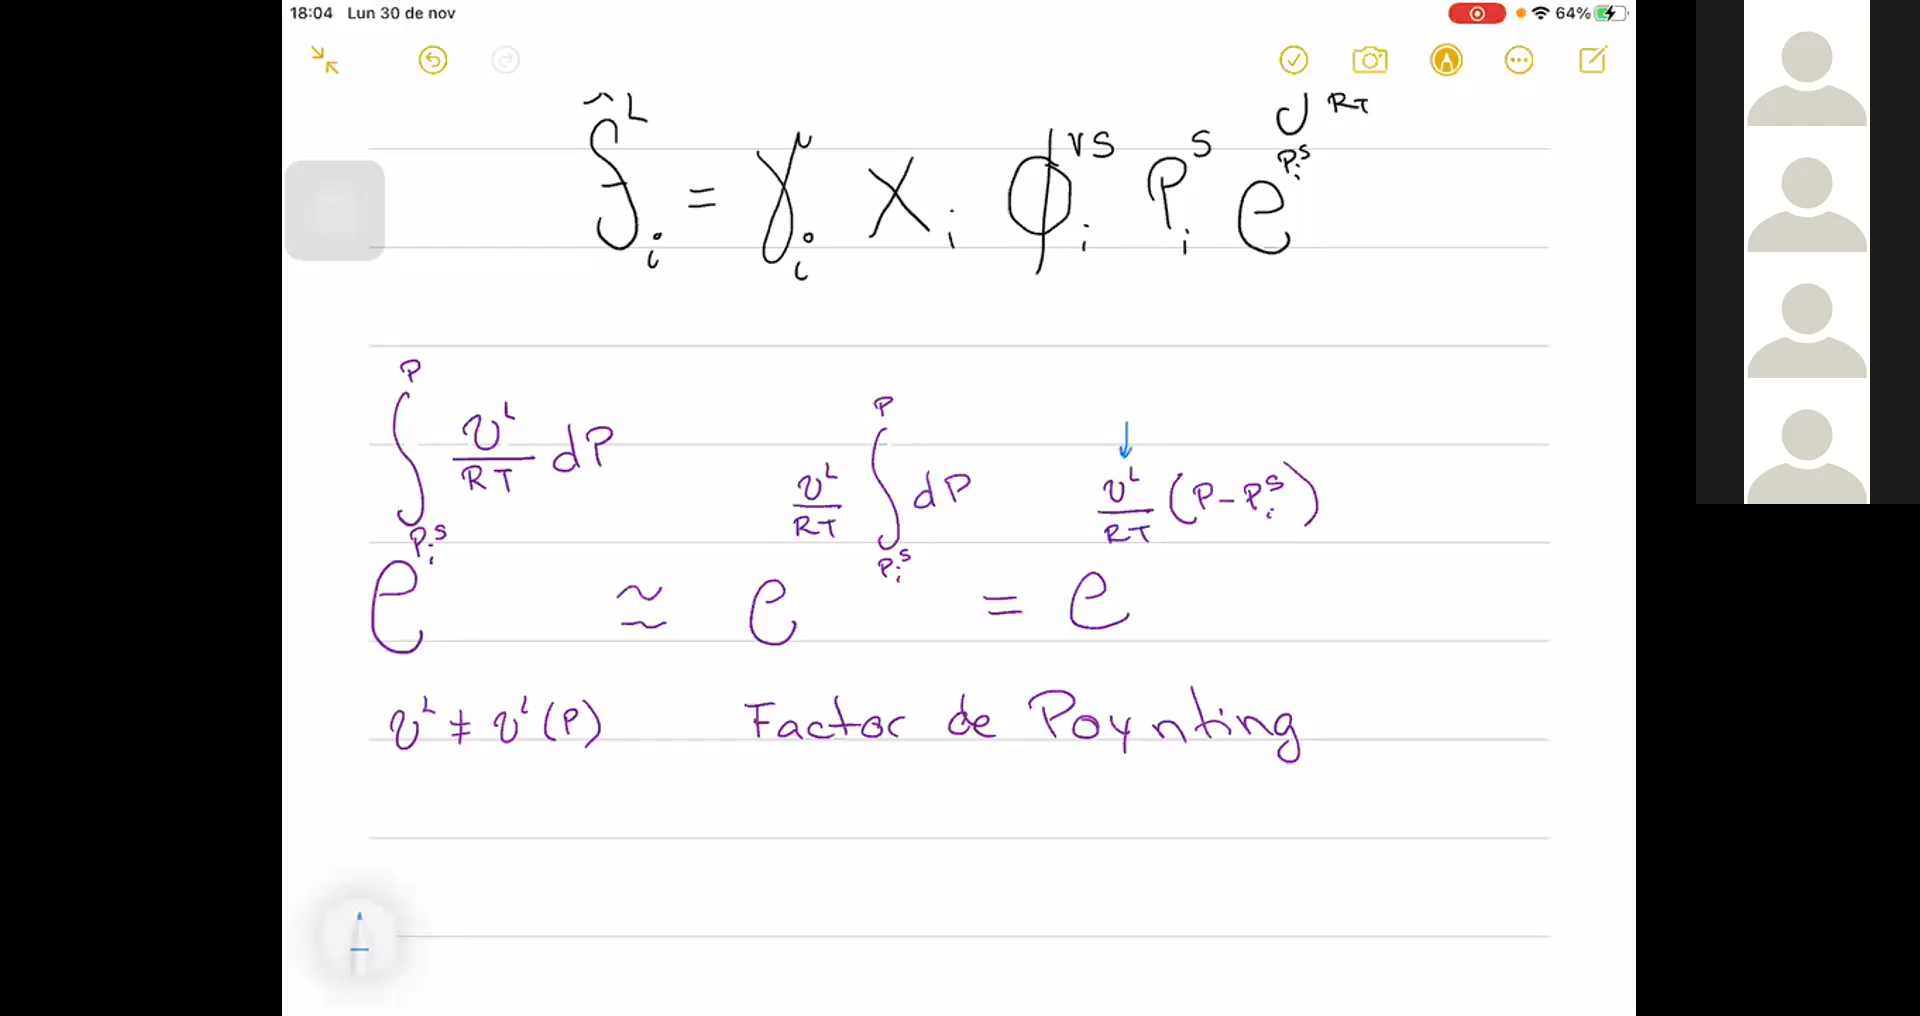 18:04 Lun 30 de nov 64%
f̂ᵢᴸ = γᵢ xᵢ ϕᵢⱽˢ Pᵢˢ e^(∫_{Pᵢˢ} RT)
e^(∫_{Pᵢˢ}^{P} vᴸ/RT dP) ≃ e^(vᴸ/RT ∫_{Pᵢˢ}^{P} dP) = e^(vᴸ/RT (P - Pᵢˢ))
vᴸ ≠ vᴸ(P) Factor de Poynting